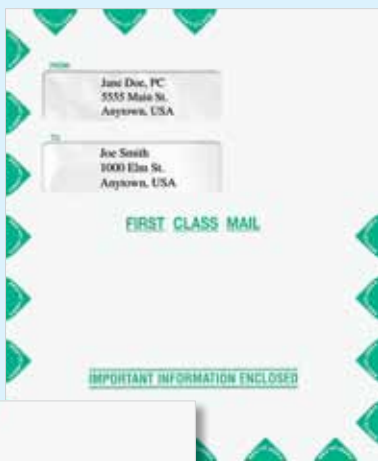 FROM
Jane Doe, PC
5555 Main St.
Anytown, USA
TO
Joe Smith
1000 Elm St.
Anytown, USA
FIRST CLASS MAIL
IMPORTANT INFORMATION ENCLOSED